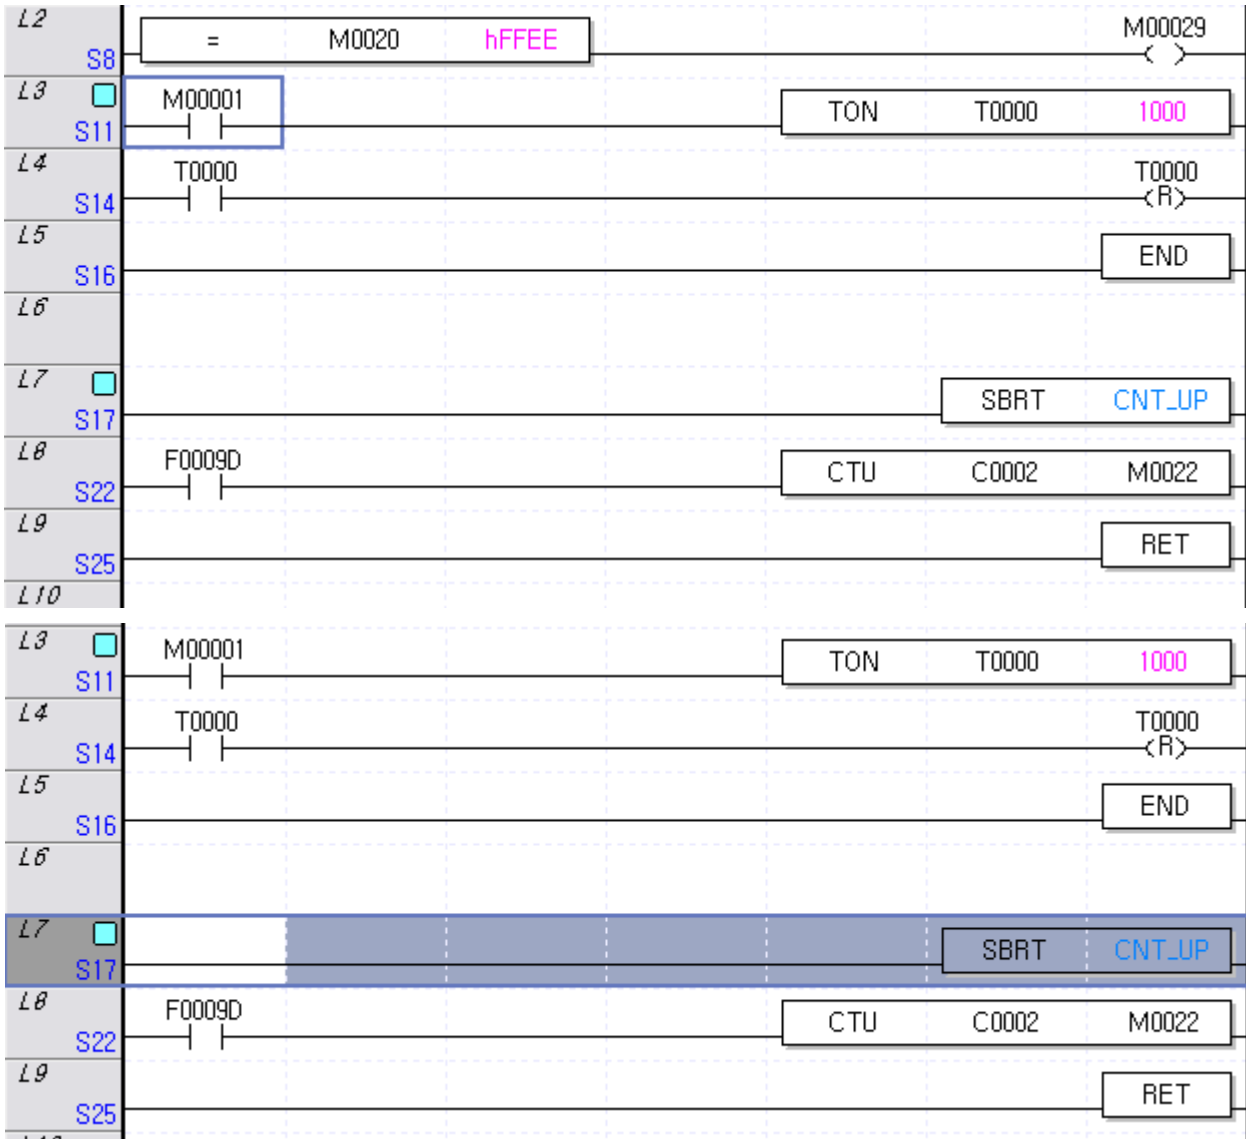 L2 M00029
= M0020 hFFEE
S8
L3 M00001 TON T0000 1000
S11
L4 T0000 T0000
S14 R
L5 END
S16
L6
L7 SBRT CNT_UP
S17
L8 F0009D CTU C0002 M0022
S22
L9 RET
S25
L10
L3 M00001 TON T0000 1000
S11
L4 T0000 T0000
S14 R
L5 END
S16
L6
L7 SBRT CNT_UP
S17
L8 F0009D CTU C0002 M0022
S22
L9 RET
S25